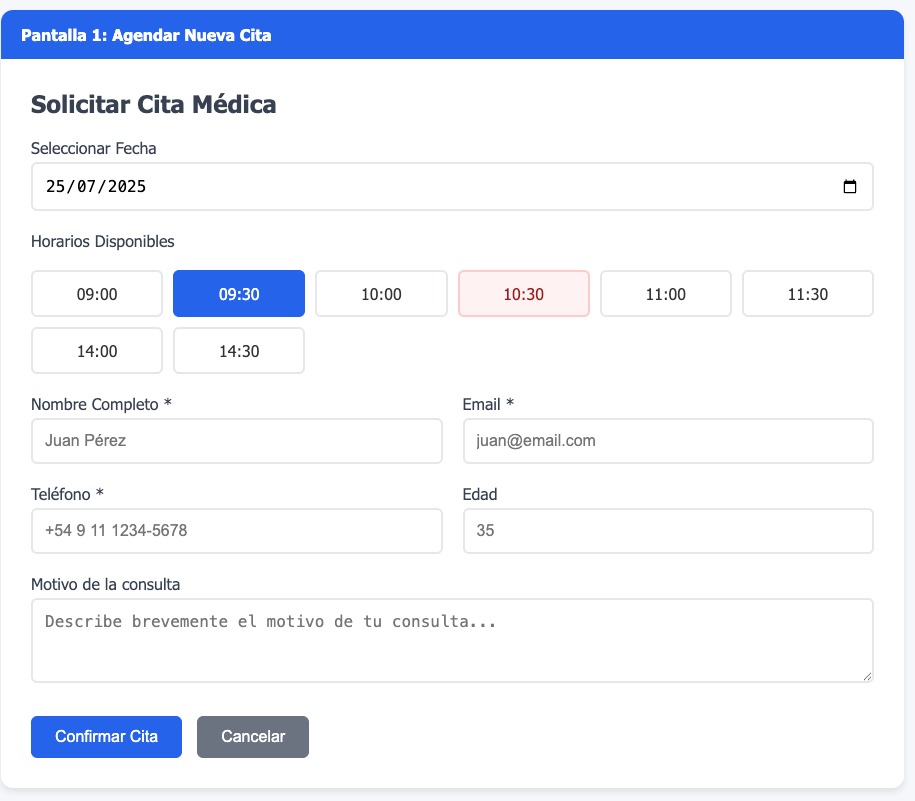 Pantalla 1: Agendar Nueva Cita
Solicitar Cita Médica
Seleccionar Fecha
25/07/2025
Horarios Disponibles
09:00 09:30 10:00 10:30 11:00 11:30
14:00 14:30
Nombre Completo * Email *
Juan Pérez juan@email.com
Teléfono * Edad
+54 9 11 1234-5678 35
Motivo de la consulta
Describe brevemente el motivo de tu consulta...
Confirmar Cita Cancelar